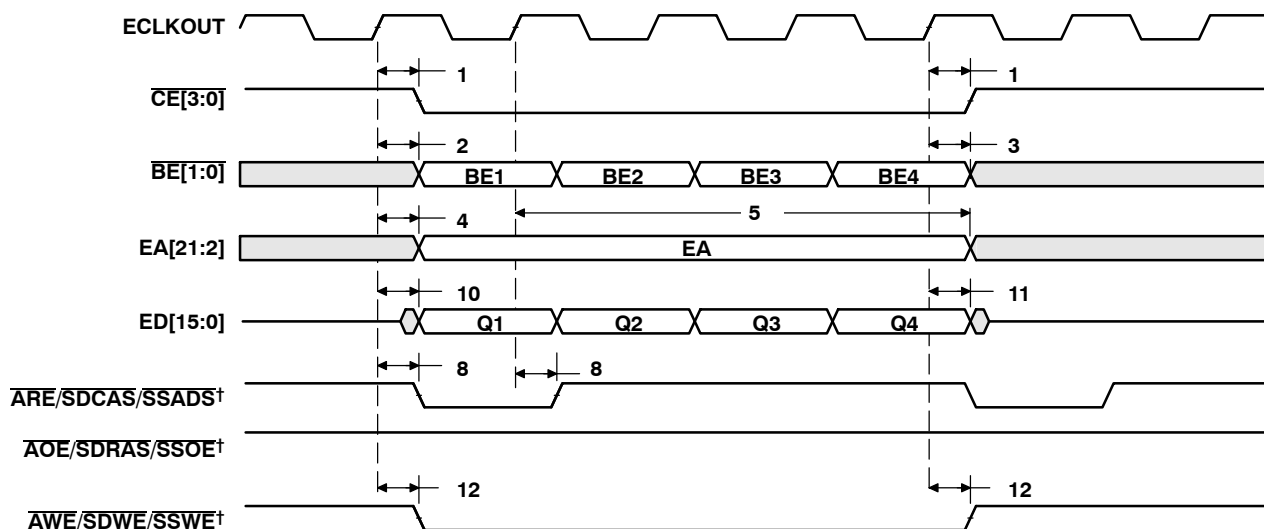 ECLKOUT
1 1
CE[3:0]
2 3
BE[1:0] BE1 BE2 BE3 BE4
4 5
EA[21:2] EA
10 11
ED[15:0] Q1 Q2 Q3 Q4
8 8
ARE/SDCAS/SSADS†
AOE/SDRAS/SSOE†
12 12
AWE/SDWE/SSWE†